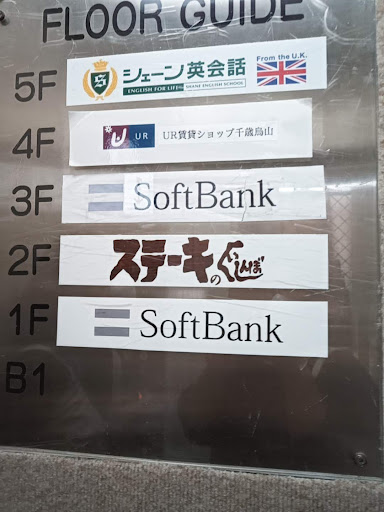 FLOOR GUIDE
5F シェーン英会話 From the U.K.
ENGLISH FOR LIFE SHANE ENGLISH SCHOOL
4F UR UR賃貸ショップ千歳烏山
3F SoftBank
2F ステーキのくいしんぼ
1F SoftBank
B1